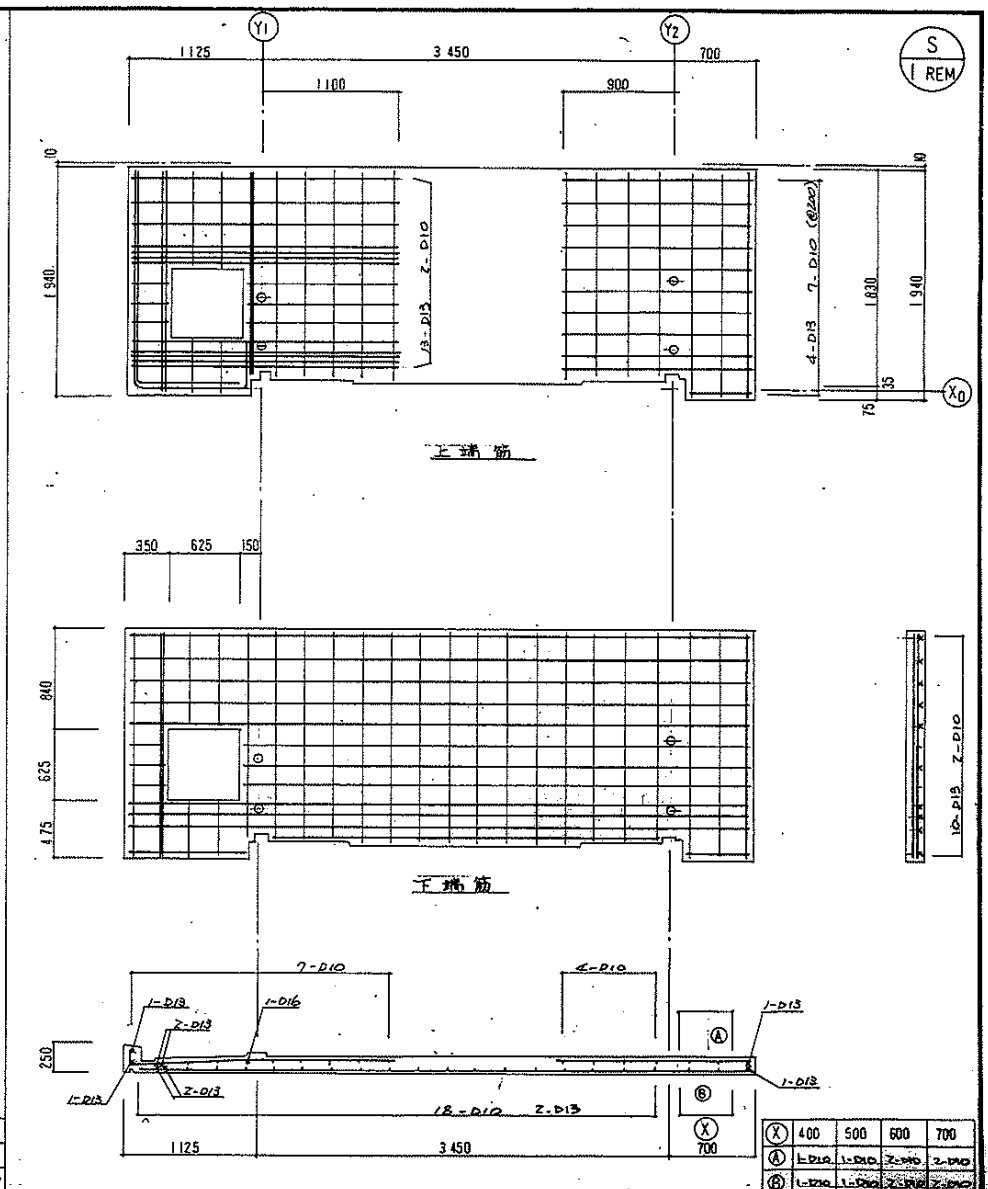 Y1
Y2
S
1 REM
1125
3 450
700
1100
900
10
10
1 940
13-D13 2-D10
4-D13 7-D10 (@200)
1 830
1 940
35
75
X0
上端筋
350
625
150
840
625
475
10-D13 2-D10
下端筋
7-D10
4-D10
1-D13
2-D13
1-D16
1-D13
A
250
1-D13
2-D13
B
1-D13
18-D10 2-D13
X
1125
3 450
700
X 400 500 600 700
A 1-D10 1-D10 2-D10 2-D10
B 1-D10 1-D10 2-D10 2-D10